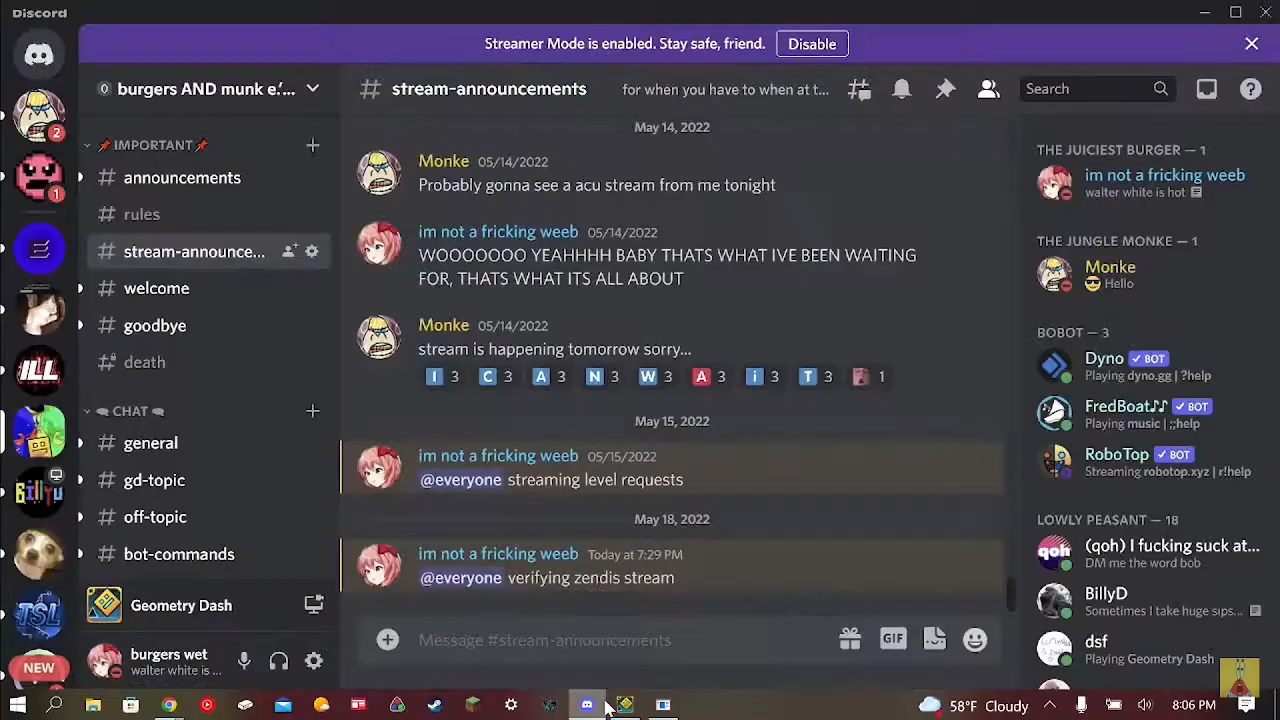 Discord
Streamer Mode is enabled. Stay safe, friend.
Disable
burgers AND munk e'...
stream-announcements
for when you have to when at t...
Search
2
1
ILL
Billyu
TSL
NEW
IMPORTANT
announcements
rules
stream-announce...
welcome
goodbye
death
CHAT
general
gd-topic
off-topic
bot-commands
Geometry Dash
burgers wet
walter white is...
May 14, 2022
Monke 05/14/2022
Probably gonna see a acu stream from me tonight
im not a fricking weeb 05/14/2022
WOOOOOOO YEAHHHH BABY THATS WHAT IVE BEEN WAITING
FOR, THATS WHAT ITS ALL ABOUT
Monke 05/14/2022
stream is happening tomorrow sorry...
I 3 C 3 A 3 N 3 W 3 A 3 i 3 T 3 1
May 15, 2022
im not a fricking weeb 05/15/2022
@everyone streaming level requests
May 18, 2022
im not a fricking weeb Today at 7:29 PM
@everyone verifying zendis stream
Message #stream-announcements
GIF
THE JUICIEST BURGER — 1
im not a fricking weeb
walter white is hot
THE JUNGLE MONKE — 1
Monke
Hello
BOBOT — 3
Dyno ✓ BOT
Playing dyno.gg | ?help
FredBoat♪♪ ✓ BOT
Playing music | ;;help
RoboTop ✓ BOT
Streaming robotop.xyz | r!help
LOWLY PEASANT — 18
qoh
(qoh) I fucking suck at...
DM me the word bob
BillyD
Sometimes I take huge sips...
dsf
Playing Geometry Dash
58°F Cloudy
8:06 PM